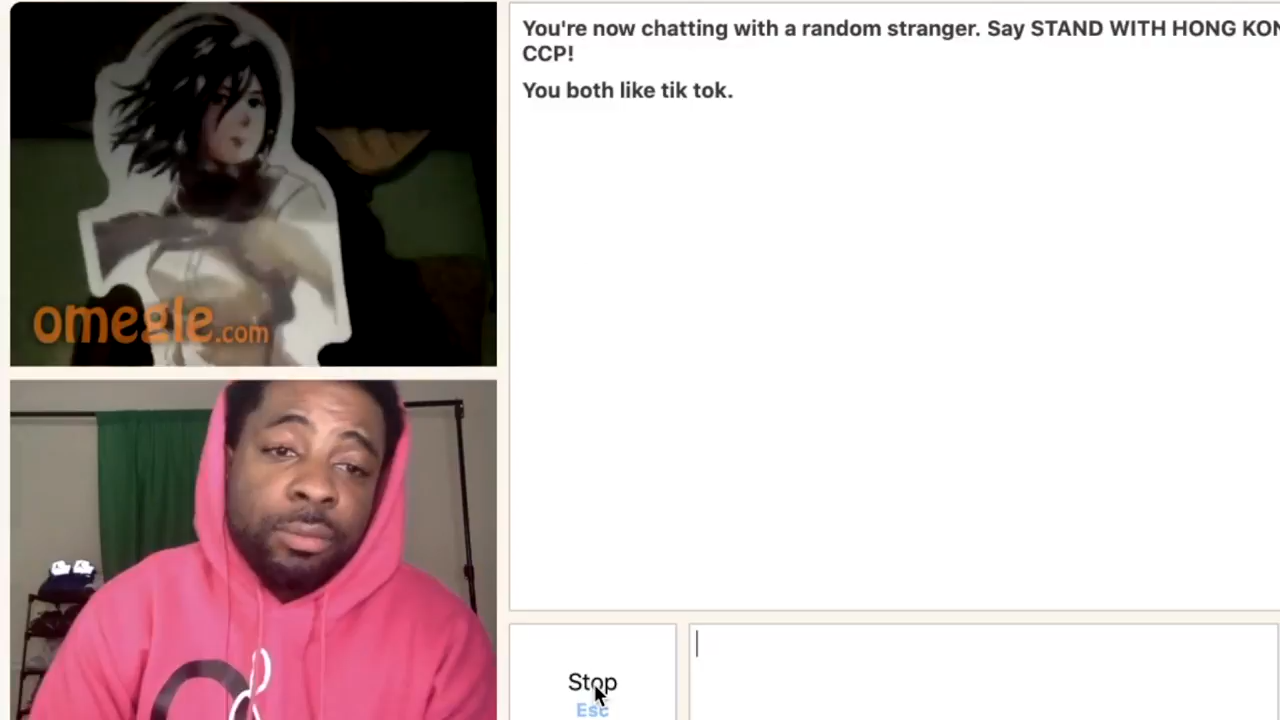 You're now chatting with a random stranger. Say STAND WITH HONG
CCP!
You both like tik tok.
omegle.com
Stop
Esc